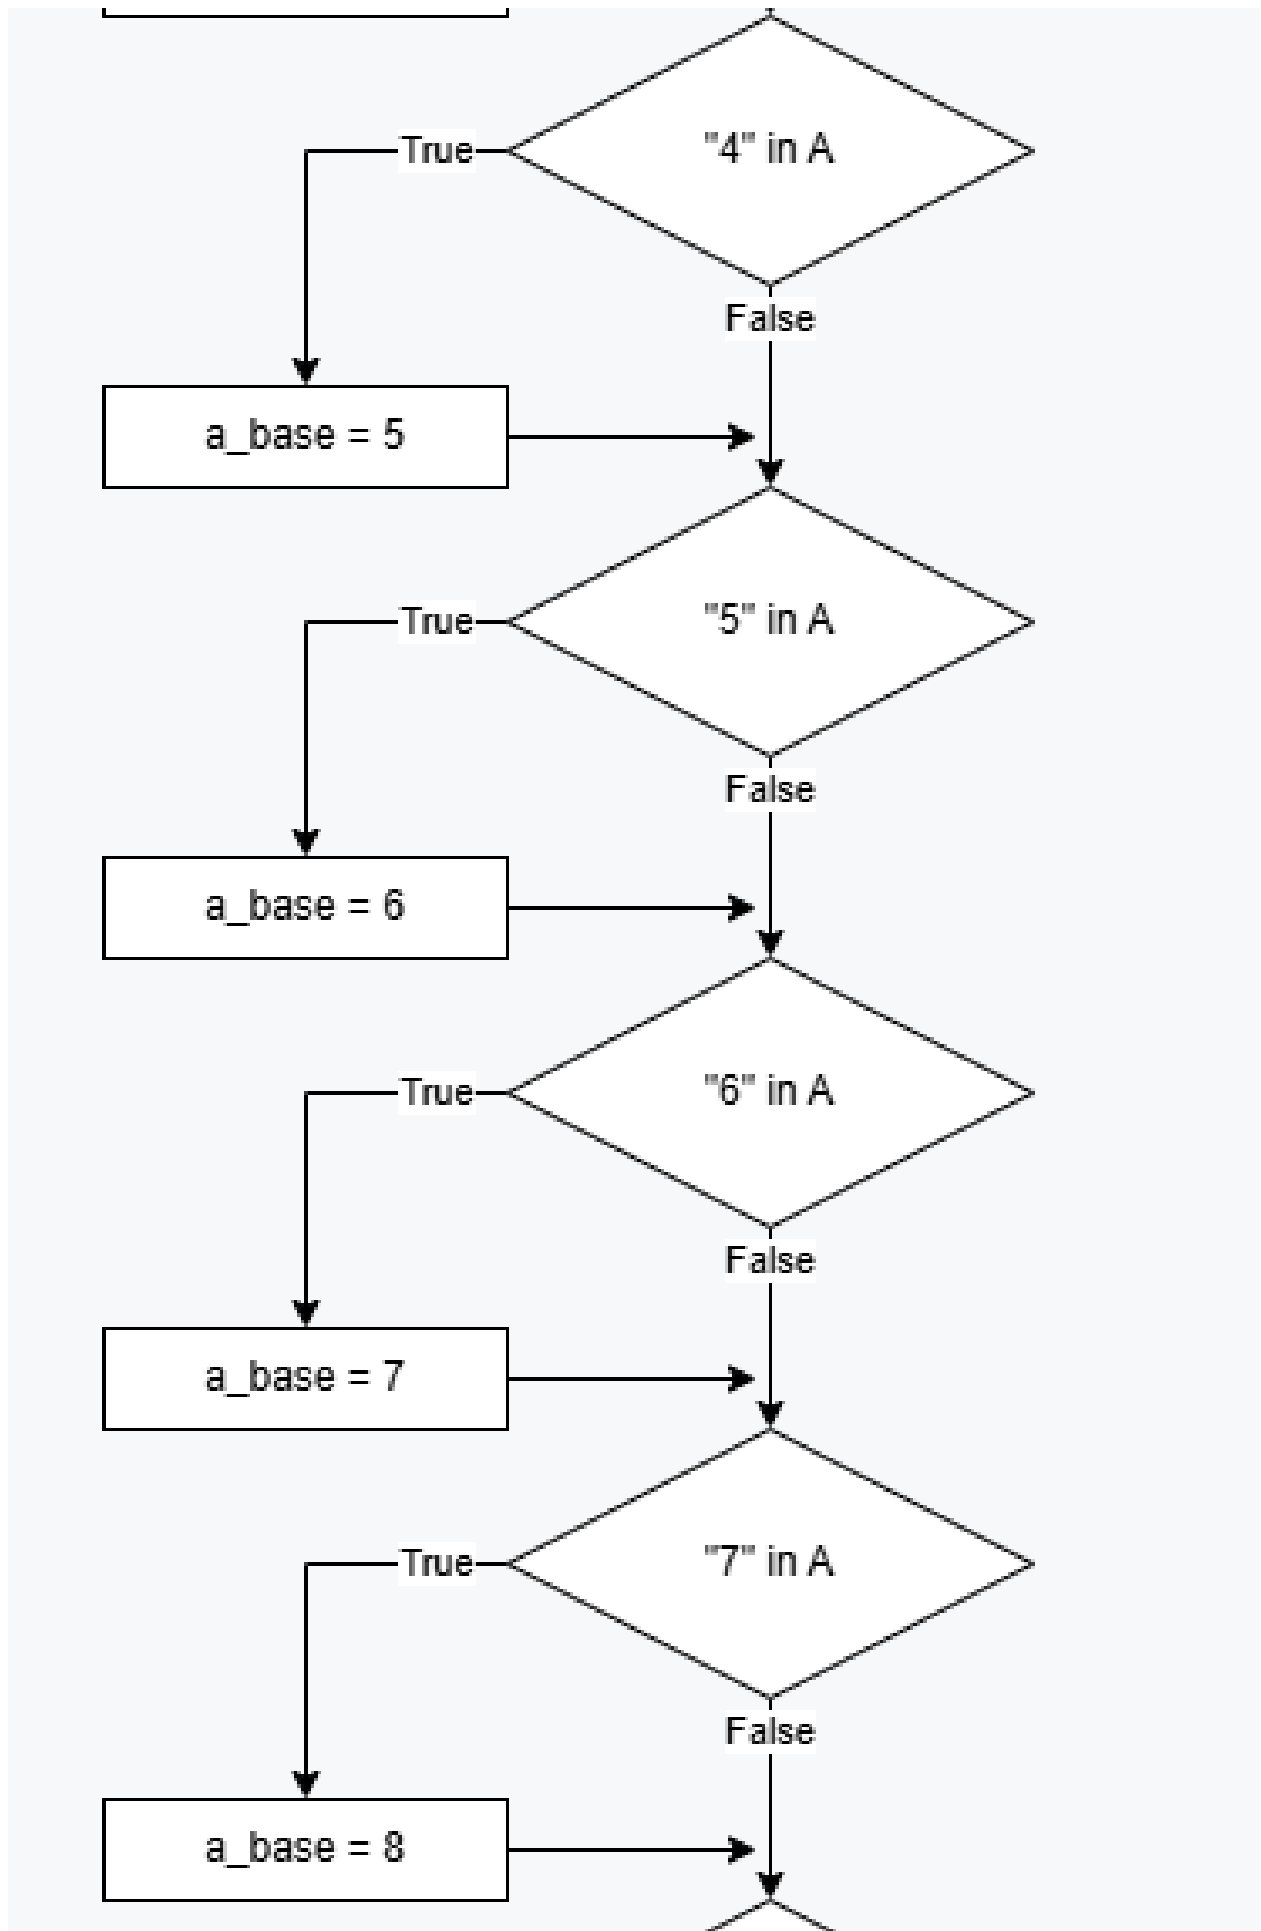 "4" in A
True
False
a_base = 5
"5" in A
True
False
a_base = 6
"6" in A
True
False
a_base = 7
"7" in A
True
False
a_base = 8